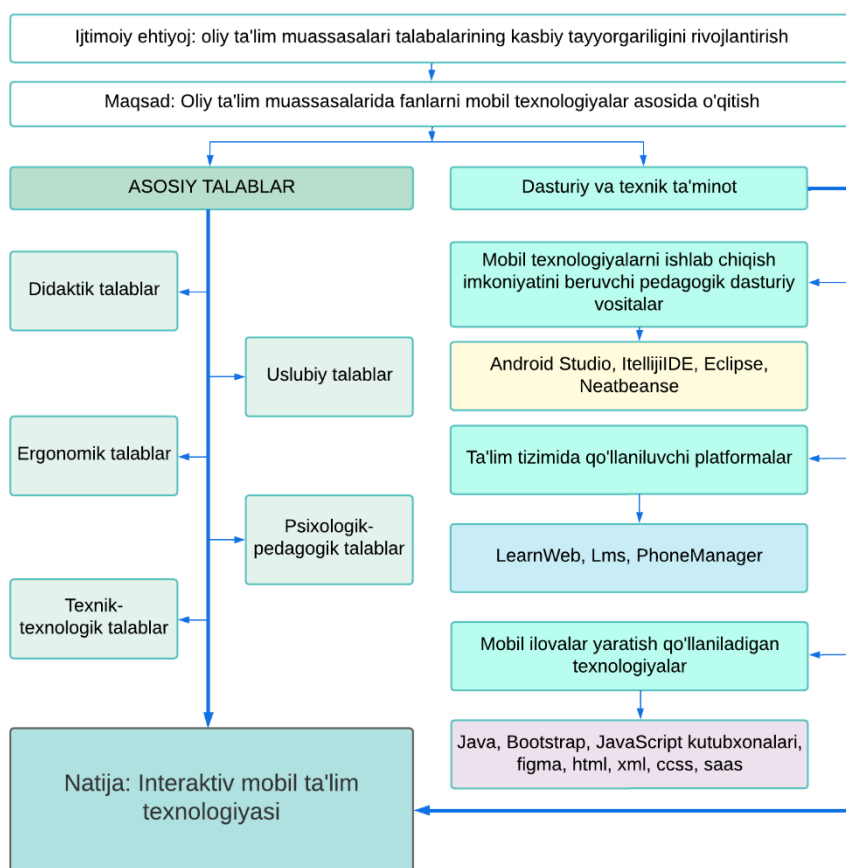 Ijtimoiy ehtiyoj: oliy ta'lim muassasalari talabalarining kasbiy tayyorgariligini rivojlantirish
Maqsad: Oliy ta'lim muassasalarida fanlarni mobil texnologiyalar asosida o'qitish
ASOSIY TALABLAR
Didaktik talablar
Uslubiy talablar
Ergonomik talablar
Psixologik-
pedagogik talablar
Texnik-
texnologik talablar
Dasturiy va texnik ta'minot
Mobil texnologiyalarni ishlab chiqish
imkoniyatini beruvchi pedagogik dasturiy
vositalar
Android Studio, ItellijiIDE, Eclipse,
Neatbeanse
Ta'lim tizimida qo'llaniluvchi platformalar
LearnWeb, Lms, PhoneManager
Mobil ilovalar yaratish qo'llaniladigan
texnologiyalar
Java, Bootstrap, JavaScript kutubxonalari,
figma, html, xml, ccss, saas
Natija: Interaktiv mobil ta'lim
texnologiyasi